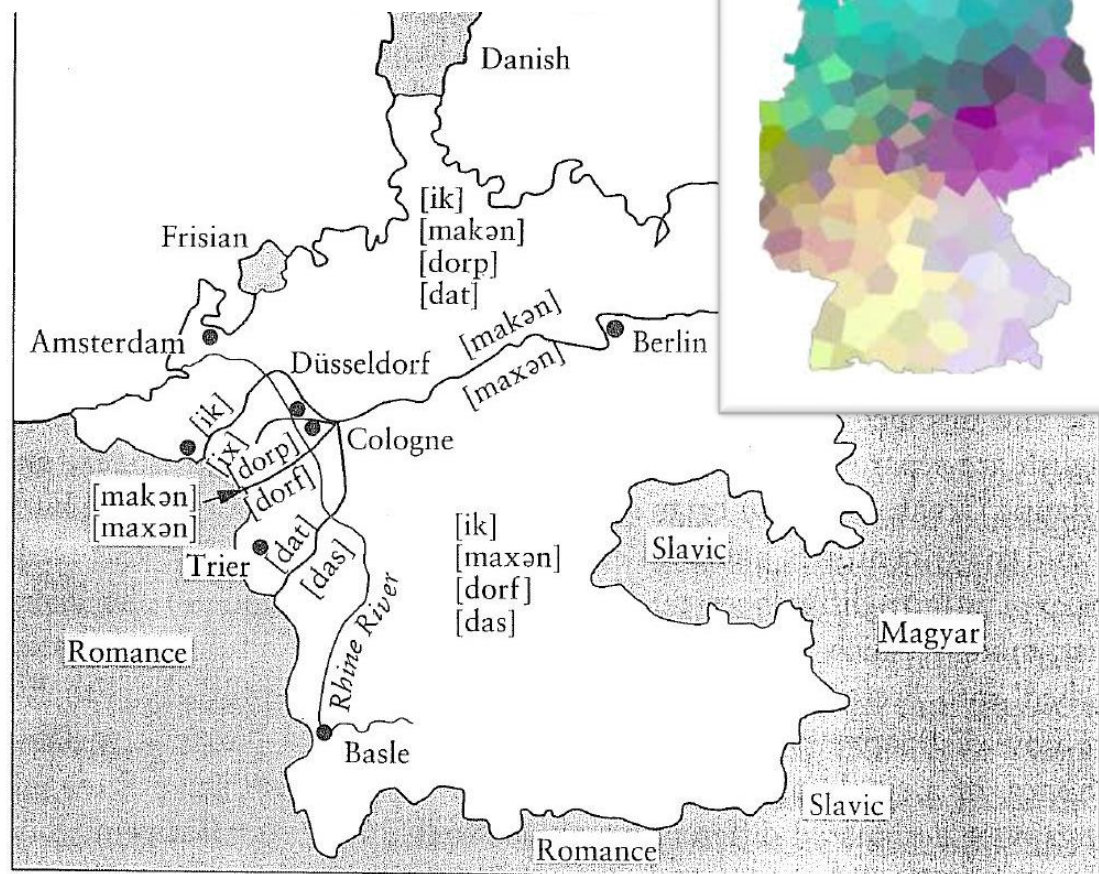 Danish
[ik]
[makən]
[dorp]
[dat]
Frisian
Amsterdam
Düsseldorf
[makən]
[maxən]
Berlin
[ik]
[ix]
[dorp]
[dorf]
Cologne
[makən]
[maxən]
Trier
[dat]
[das]
[ik]
[maxən]
[dorf]
[das]
Slavic
Magyar
Romance
Rhine River
Basle
Slavic
Romance